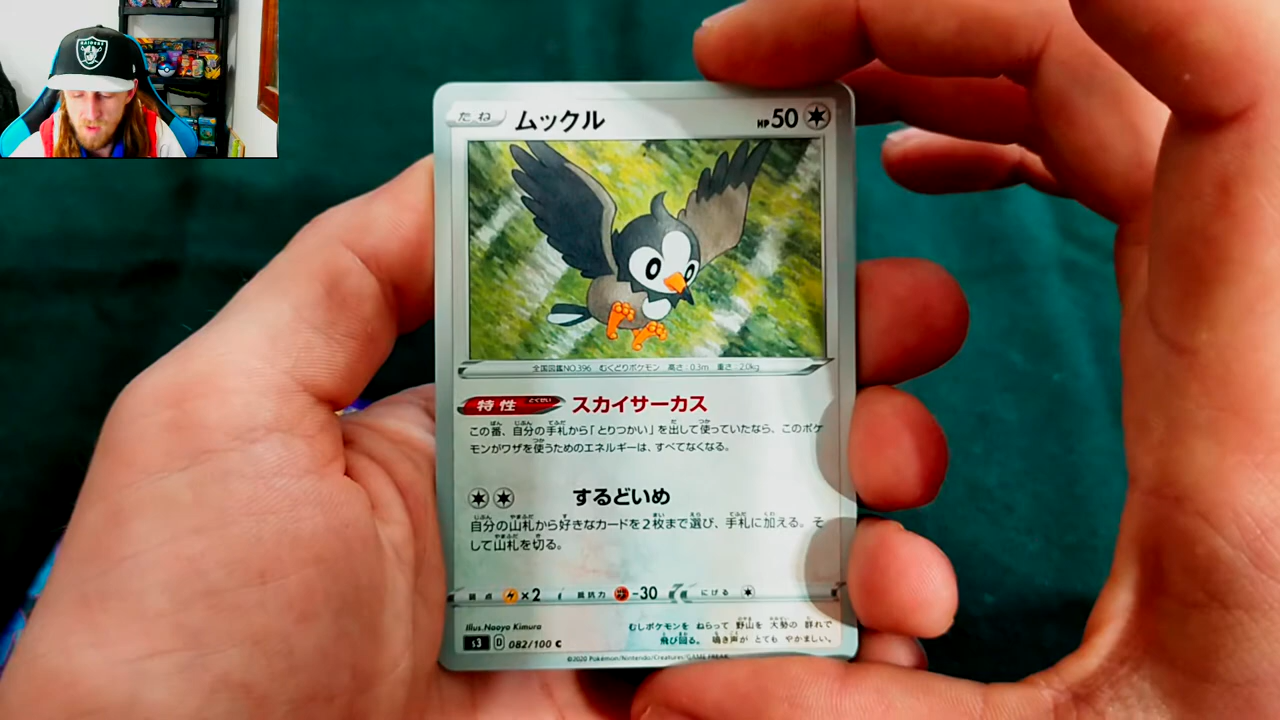 RAIDERS
たね ムックル HP50
全国図鑑NO.396 むくどりポケモン 高さ:0.3m 重さ:2.0kg
特性 とくせい スカイサーカス
この番、自分の手札から「とりつかい」を出して使っていたなら、このポケ
モンがワザを使うためのエネルギーは、すべてなくなる。
するどいめ
自分の山札から好きなカードを2枚まで選び、手札に加える。そ
して山札を切る。
弱点 ×2 抵抗力 -30 にげる
Illus. Naoyo Kimura
むしポケモンを ねらって 野山を 大勢の 群れで
飛び回る。 鳴き声が とても やかましい。
s3 D 082/100 C
©2020 Pokémon/Nintendo/Creatures/GAME FREAK